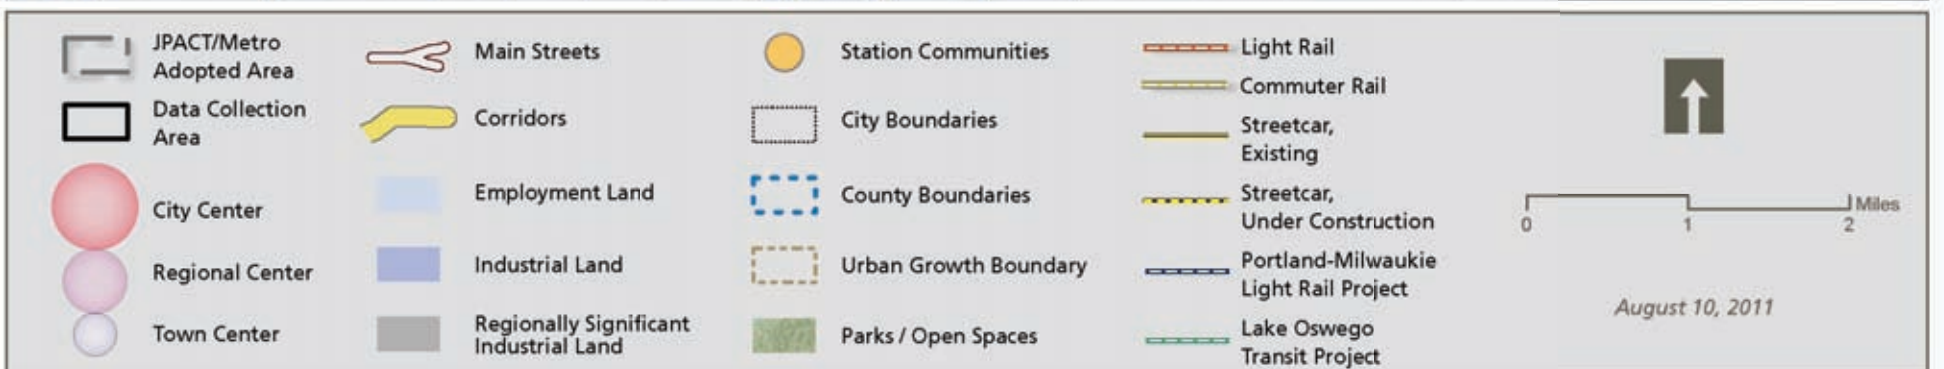 JPACT/Metro
Adopted Area
Data Collection
Area
City Center
Regional Center
Town Center
Main Streets
Corridors
Employment Land
Industrial Land
Regionally Significant
Industrial Land
Station Communities
City Boundaries
County Boundaries
Urban Growth Boundary
Parks / Open Spaces
Light Rail
Commuter Rail
Streetcar,
Existing
Streetcar,
Under Construction
Portland-Milwaukie
Light Rail Project
Lake Oswego
Transit Project
Miles
0 1 2
August 10, 2011